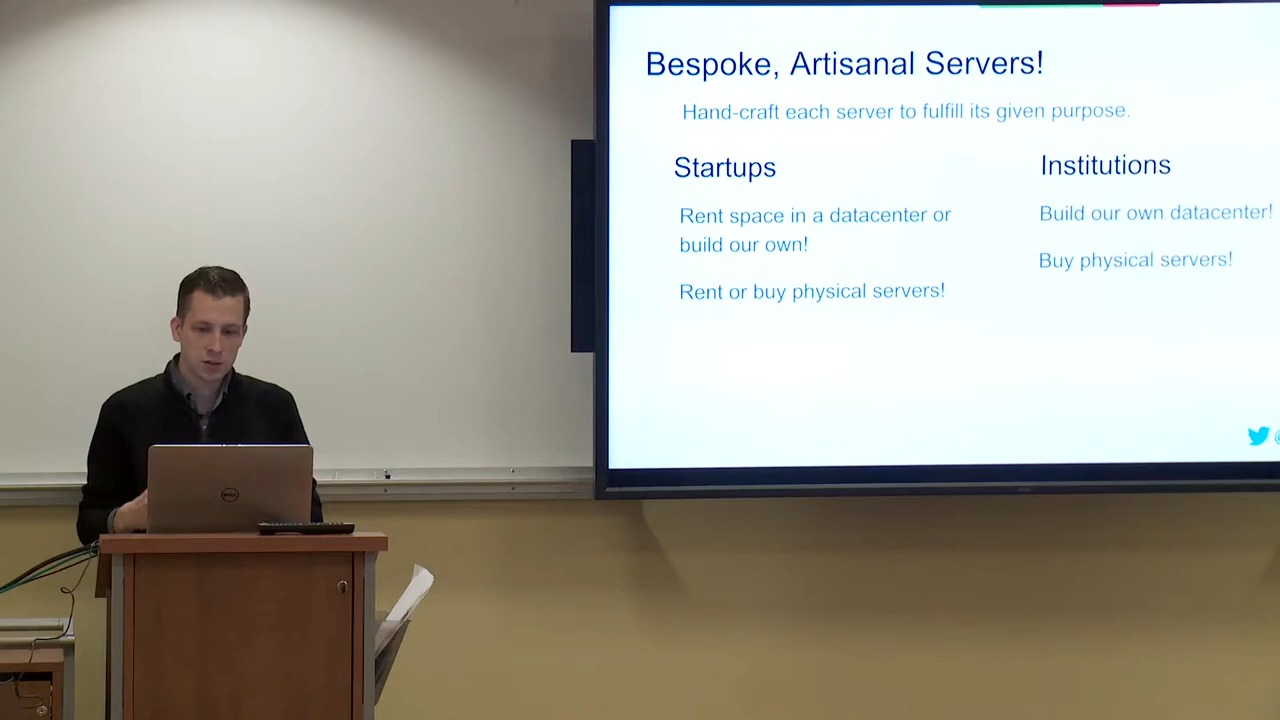 Bespoke, Artisanal Servers!
Hand-craft each server to fulfill its given purpose.
Startups
Rent space in a datacenter or
build our own!
Rent or buy physical servers!
Institutions
Build our own datacenter!
Buy physical servers!
DELL